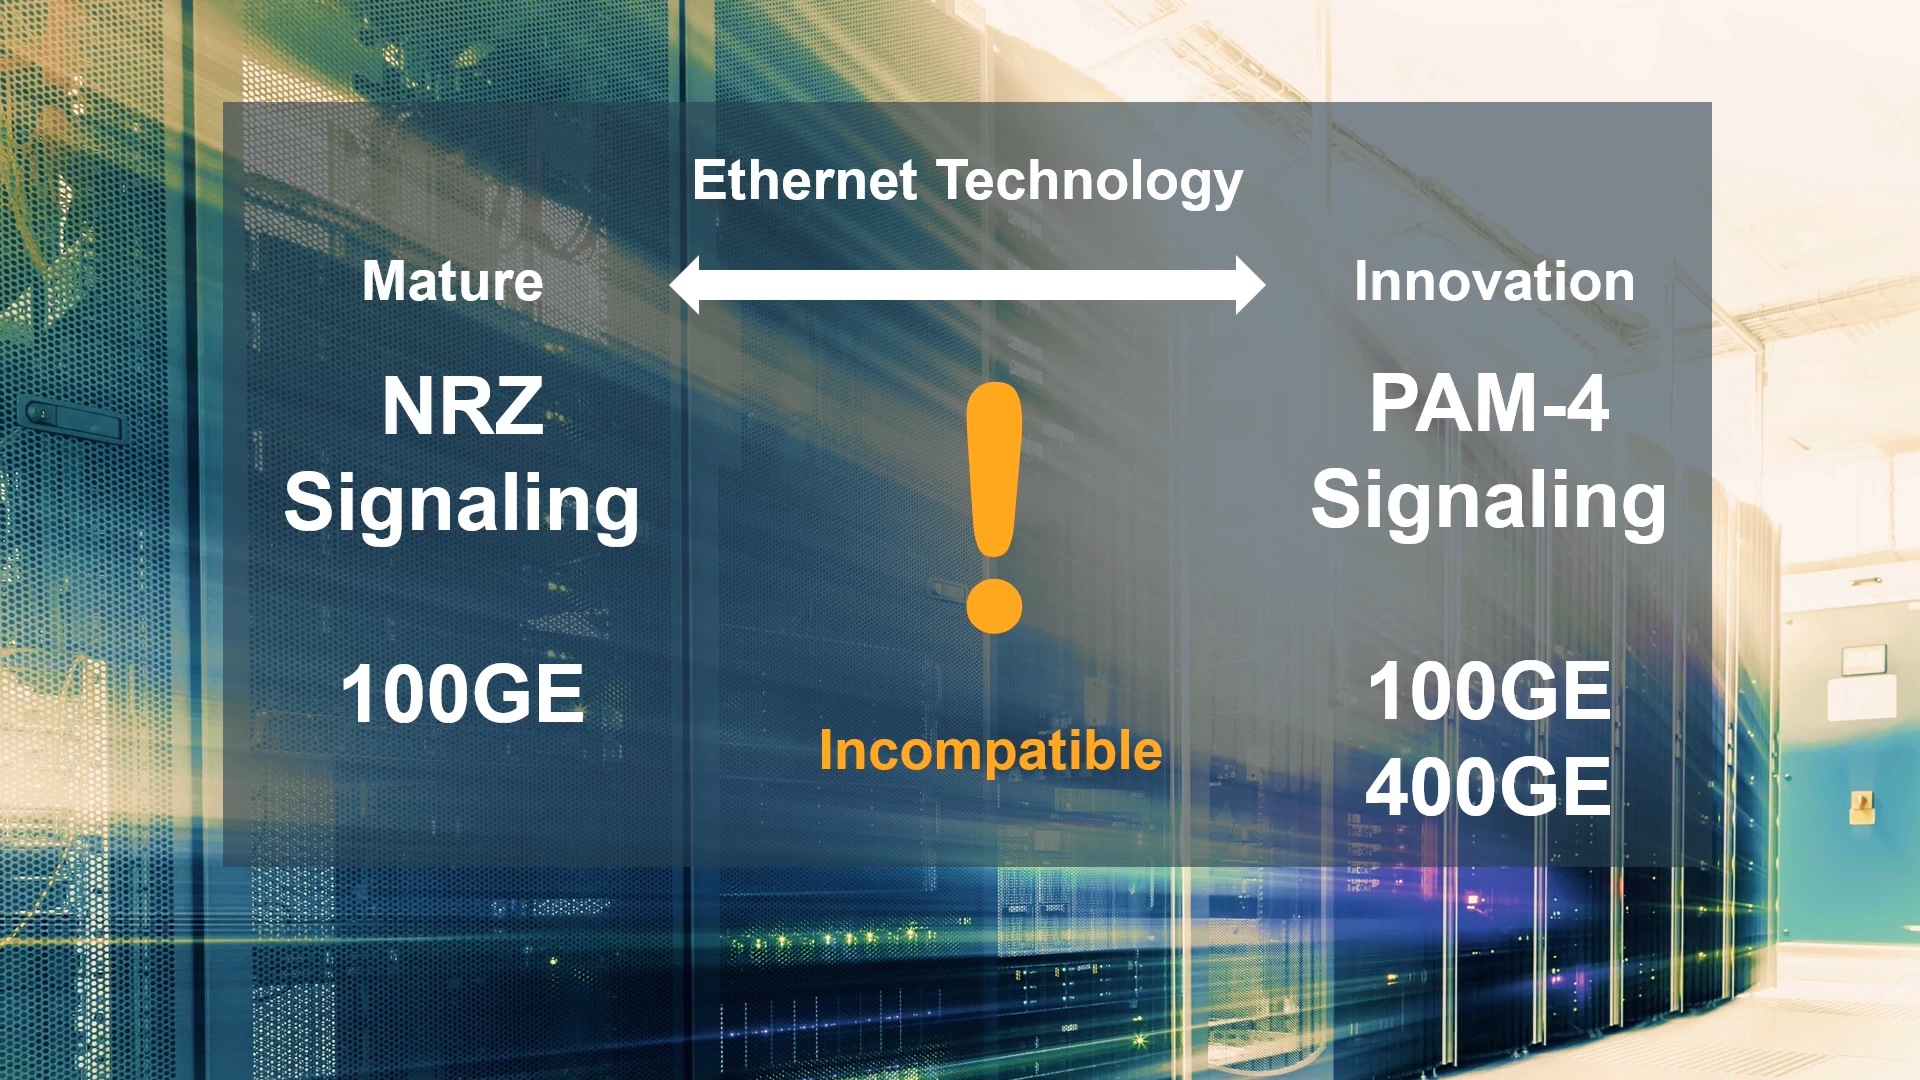 Ethernet Technology
Mature
Innovation
NRZ
Signaling
100GE
!
Incompatible
PAM-4
Signaling
100GE
400GE